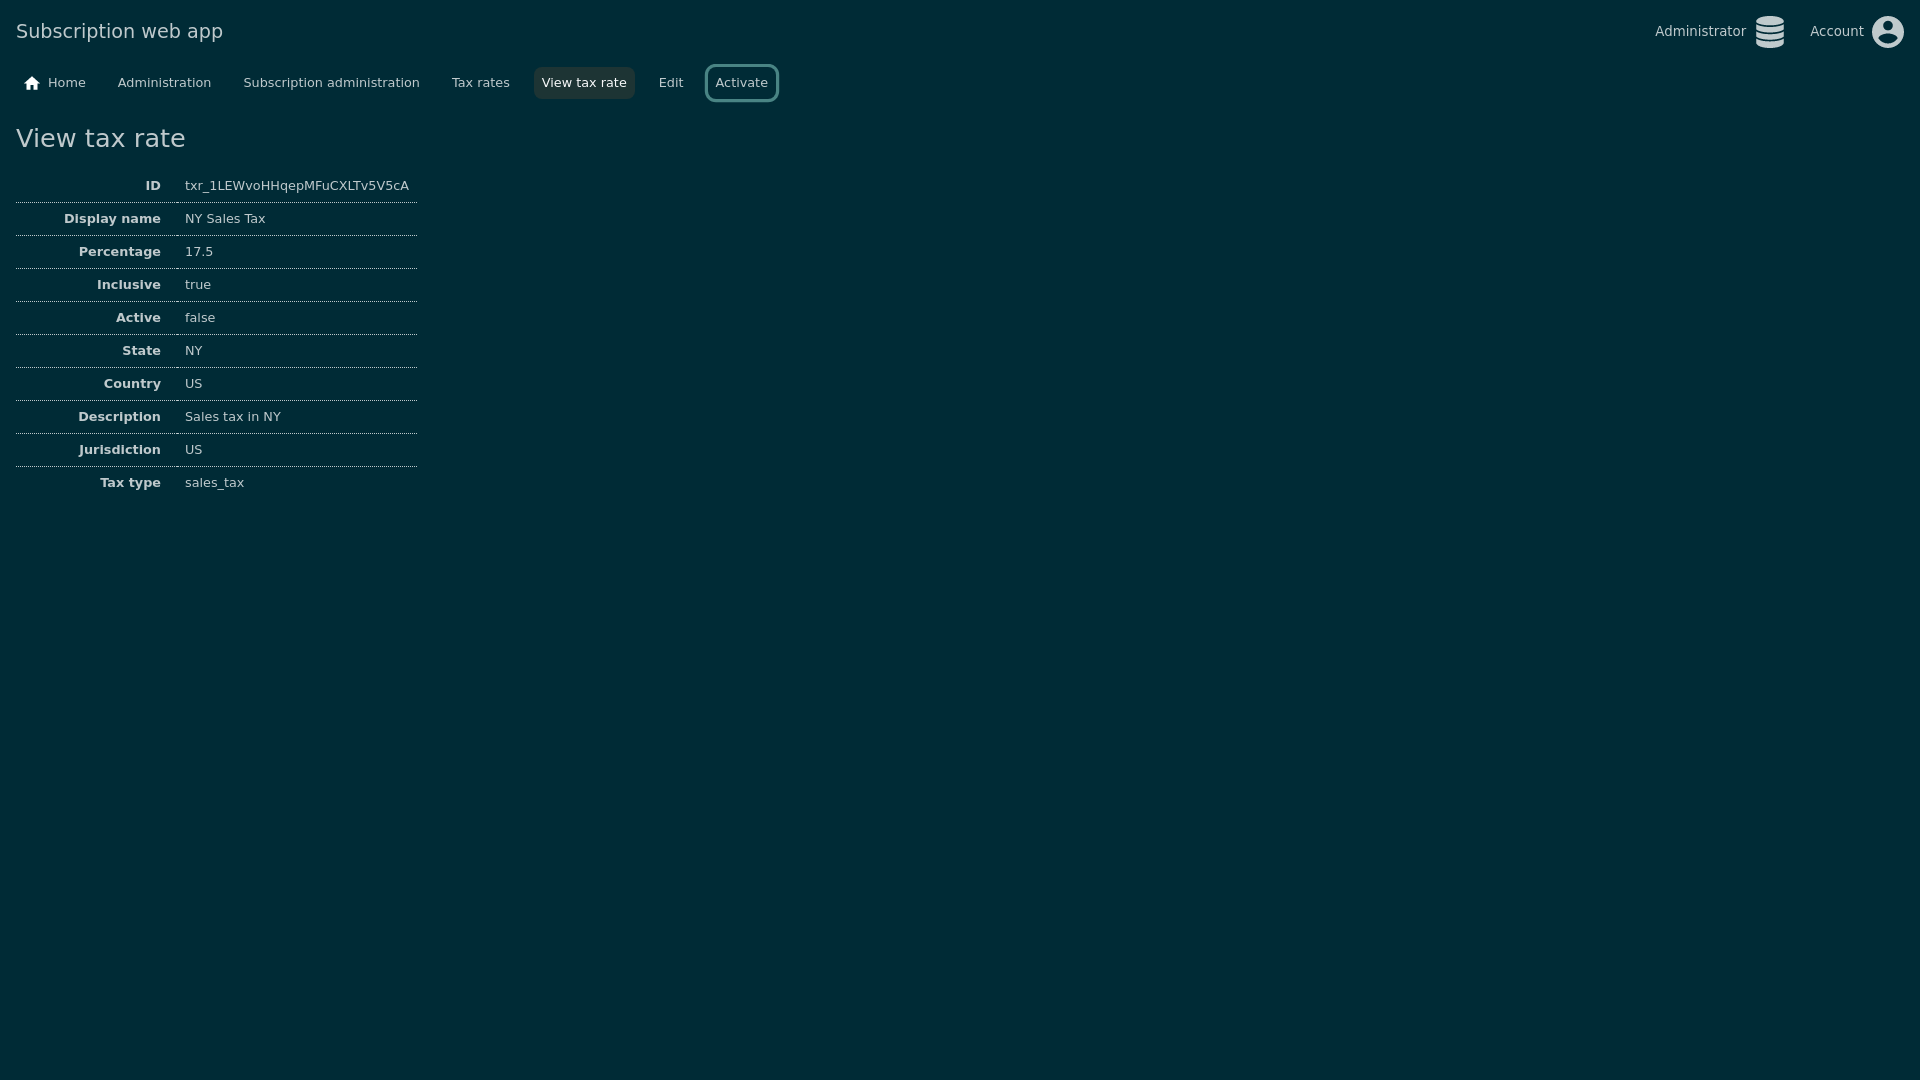 Subscription web app
Administrator Account
Home Administration Subscription administration Tax rates View tax rate Edit Activate
View tax rate
ID txr_1LEWvoHHqepMFuCXLTv5V5cA
Display name NY Sales Tax
Percentage 17.5
Inclusive true
Active false
State NY
Country US
Description Sales tax in NY
Jurisdiction US
Tax type sales_tax